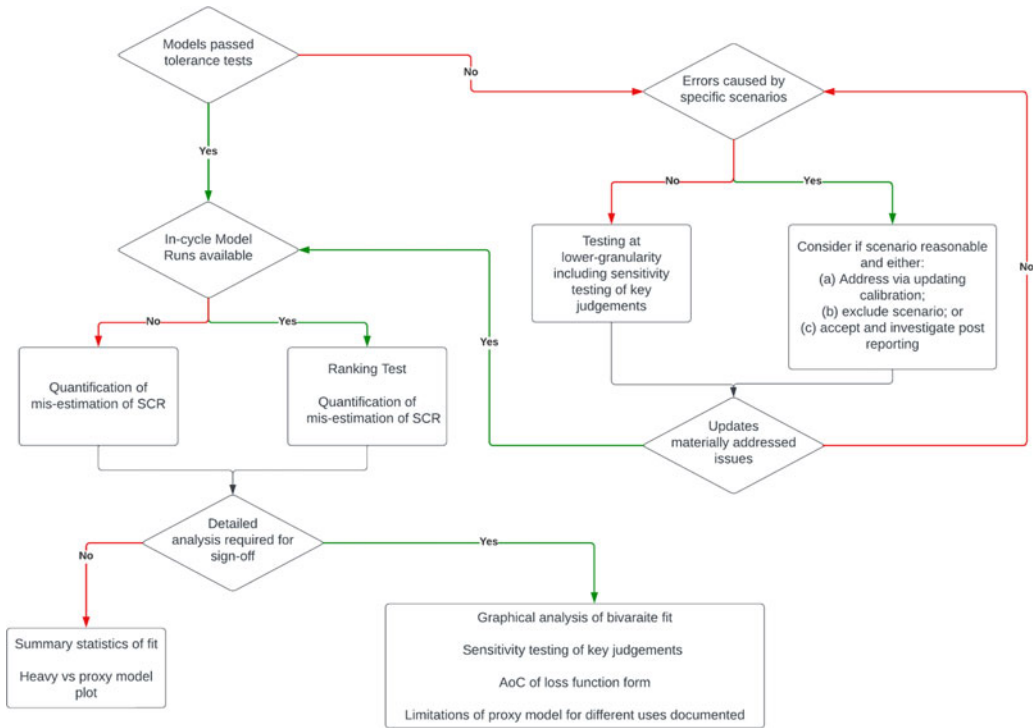 Models passed
tolerance tests
No
Errors caused by
specific scenarios
Yes
No
Yes
In-cycle Model
Runs available
Testing at
lower-granularity
including sensitivity
testing of key
judgements
Consider if scenario reasonable
and either:
(a) Address via updating
calibration;
(b) exclude scenario; or
(c) accept and investigate post
reporting
No
No
Yes
Yes
Quantification of
mis-estimation of SCR
Ranking Test
Quantification of
mis-estimation of SCR
Updates
materially addressed
issues
Detailed
analysis required for
sign-off
No
Yes
Summary statistics of fit
Heavy vs proxy model
plot
Graphical analysis of bivaraite fit
Sensitivity testing of key judgements
AoC of loss function form
Limitations of proxy model for different uses documented